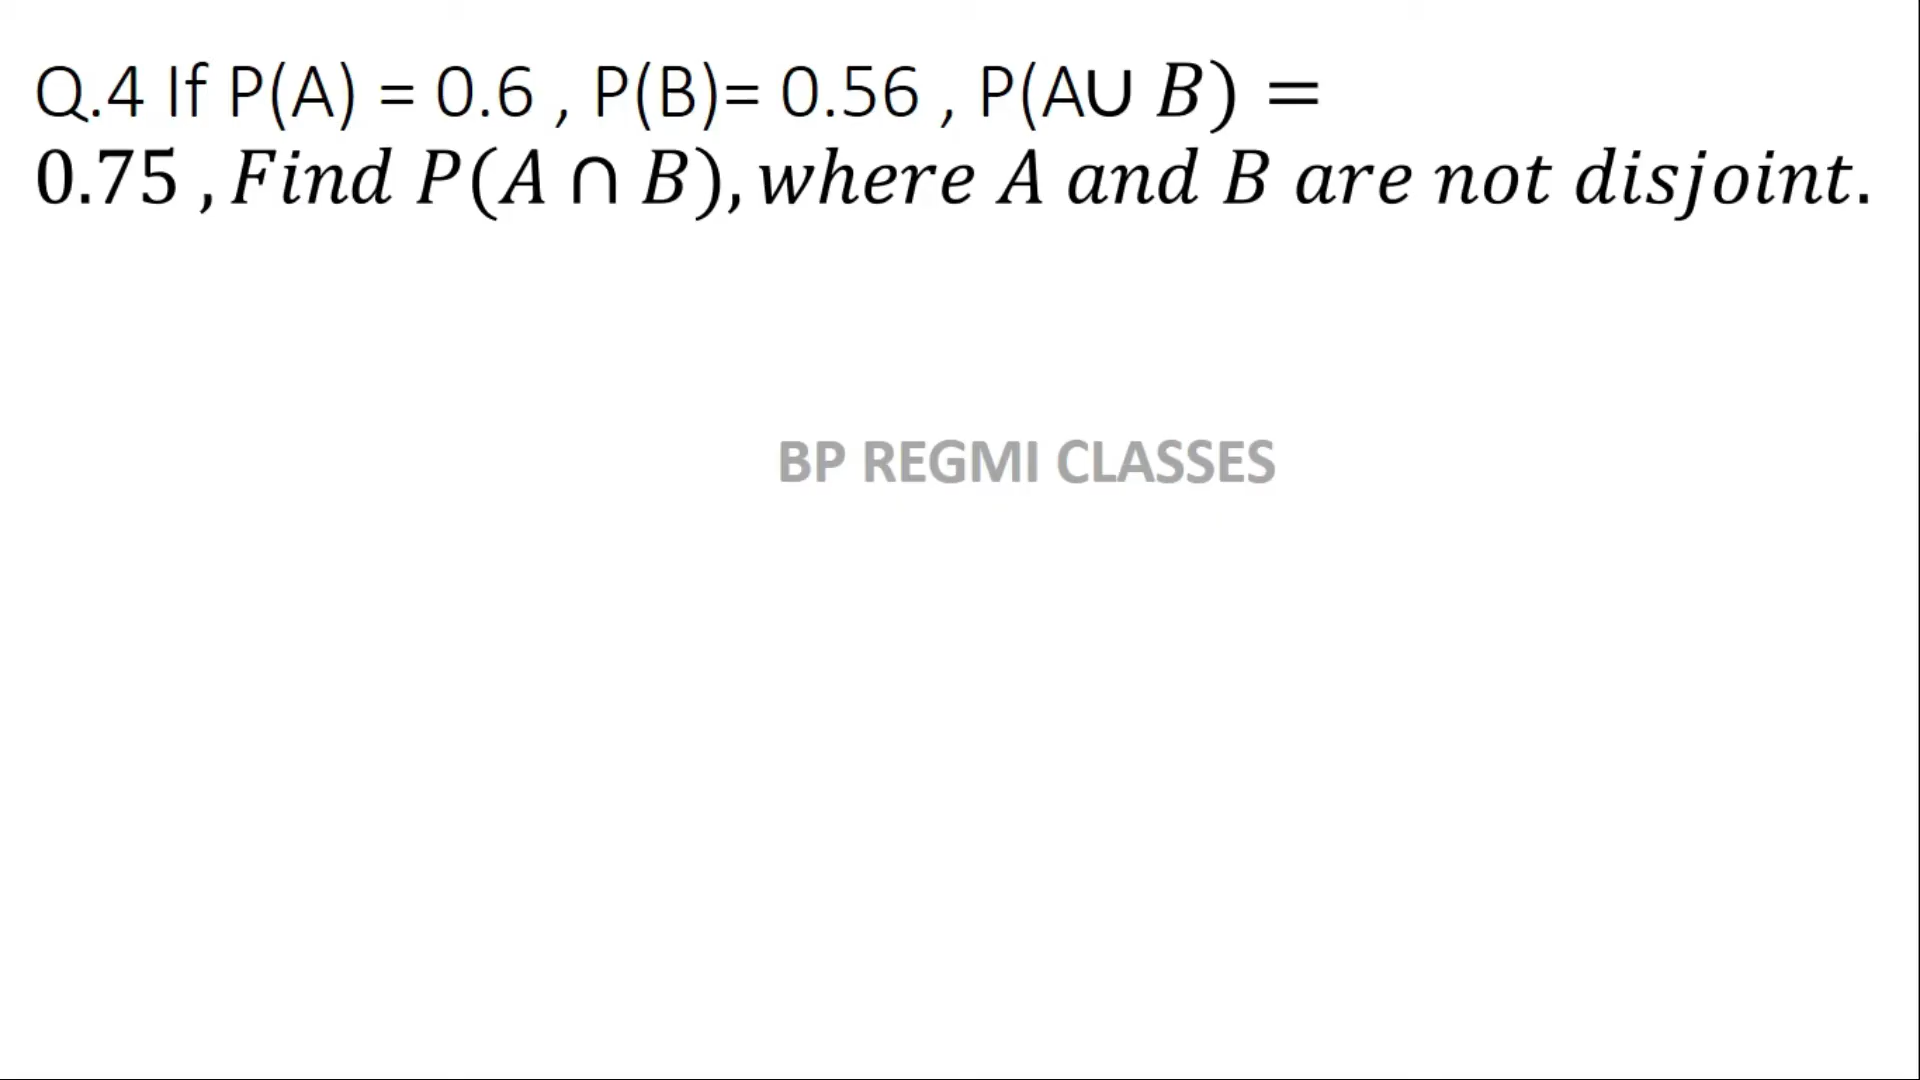 Q.4 If P(A) = 0.6 , P(B)= 0.56 , P(A∪ B) =
0.75 , Find P(A ∩ B), where A and B are not disjoint.
BP REGMI CLASSES